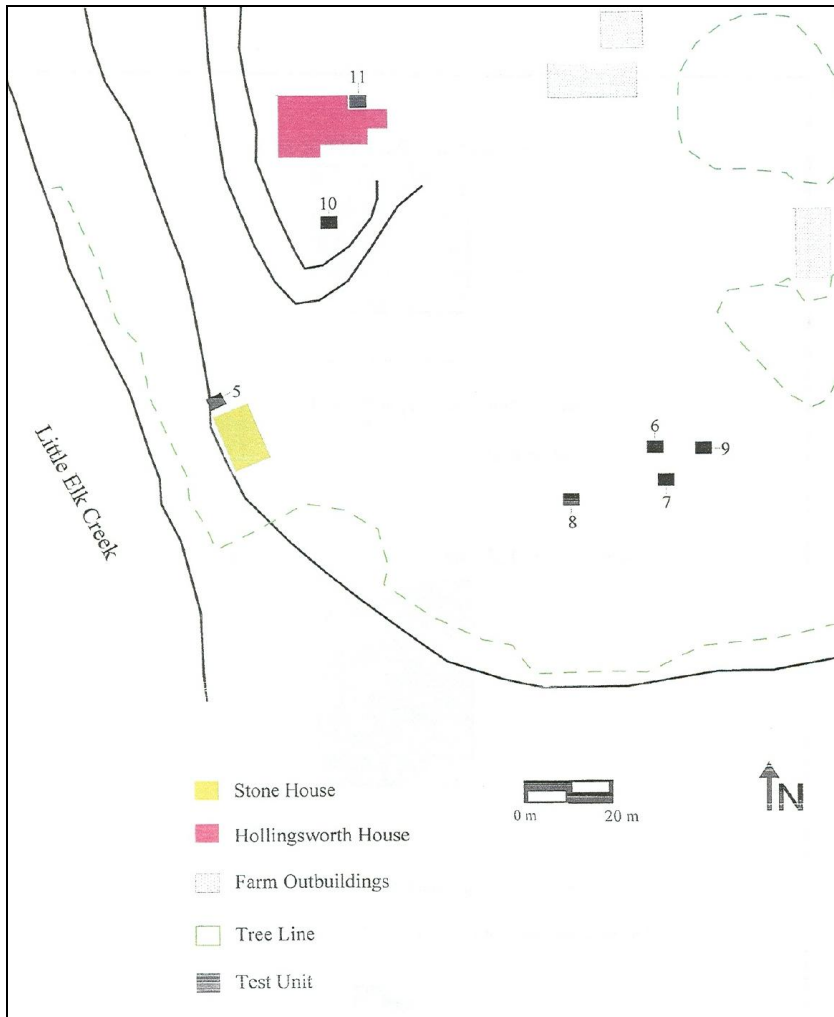 11
10
5
6
9
7
8
Little Elk Creek
Stone House
Hollingsworth House
Farm Outbuildings
Tree Line
Test Unit
0 m 20 m
N